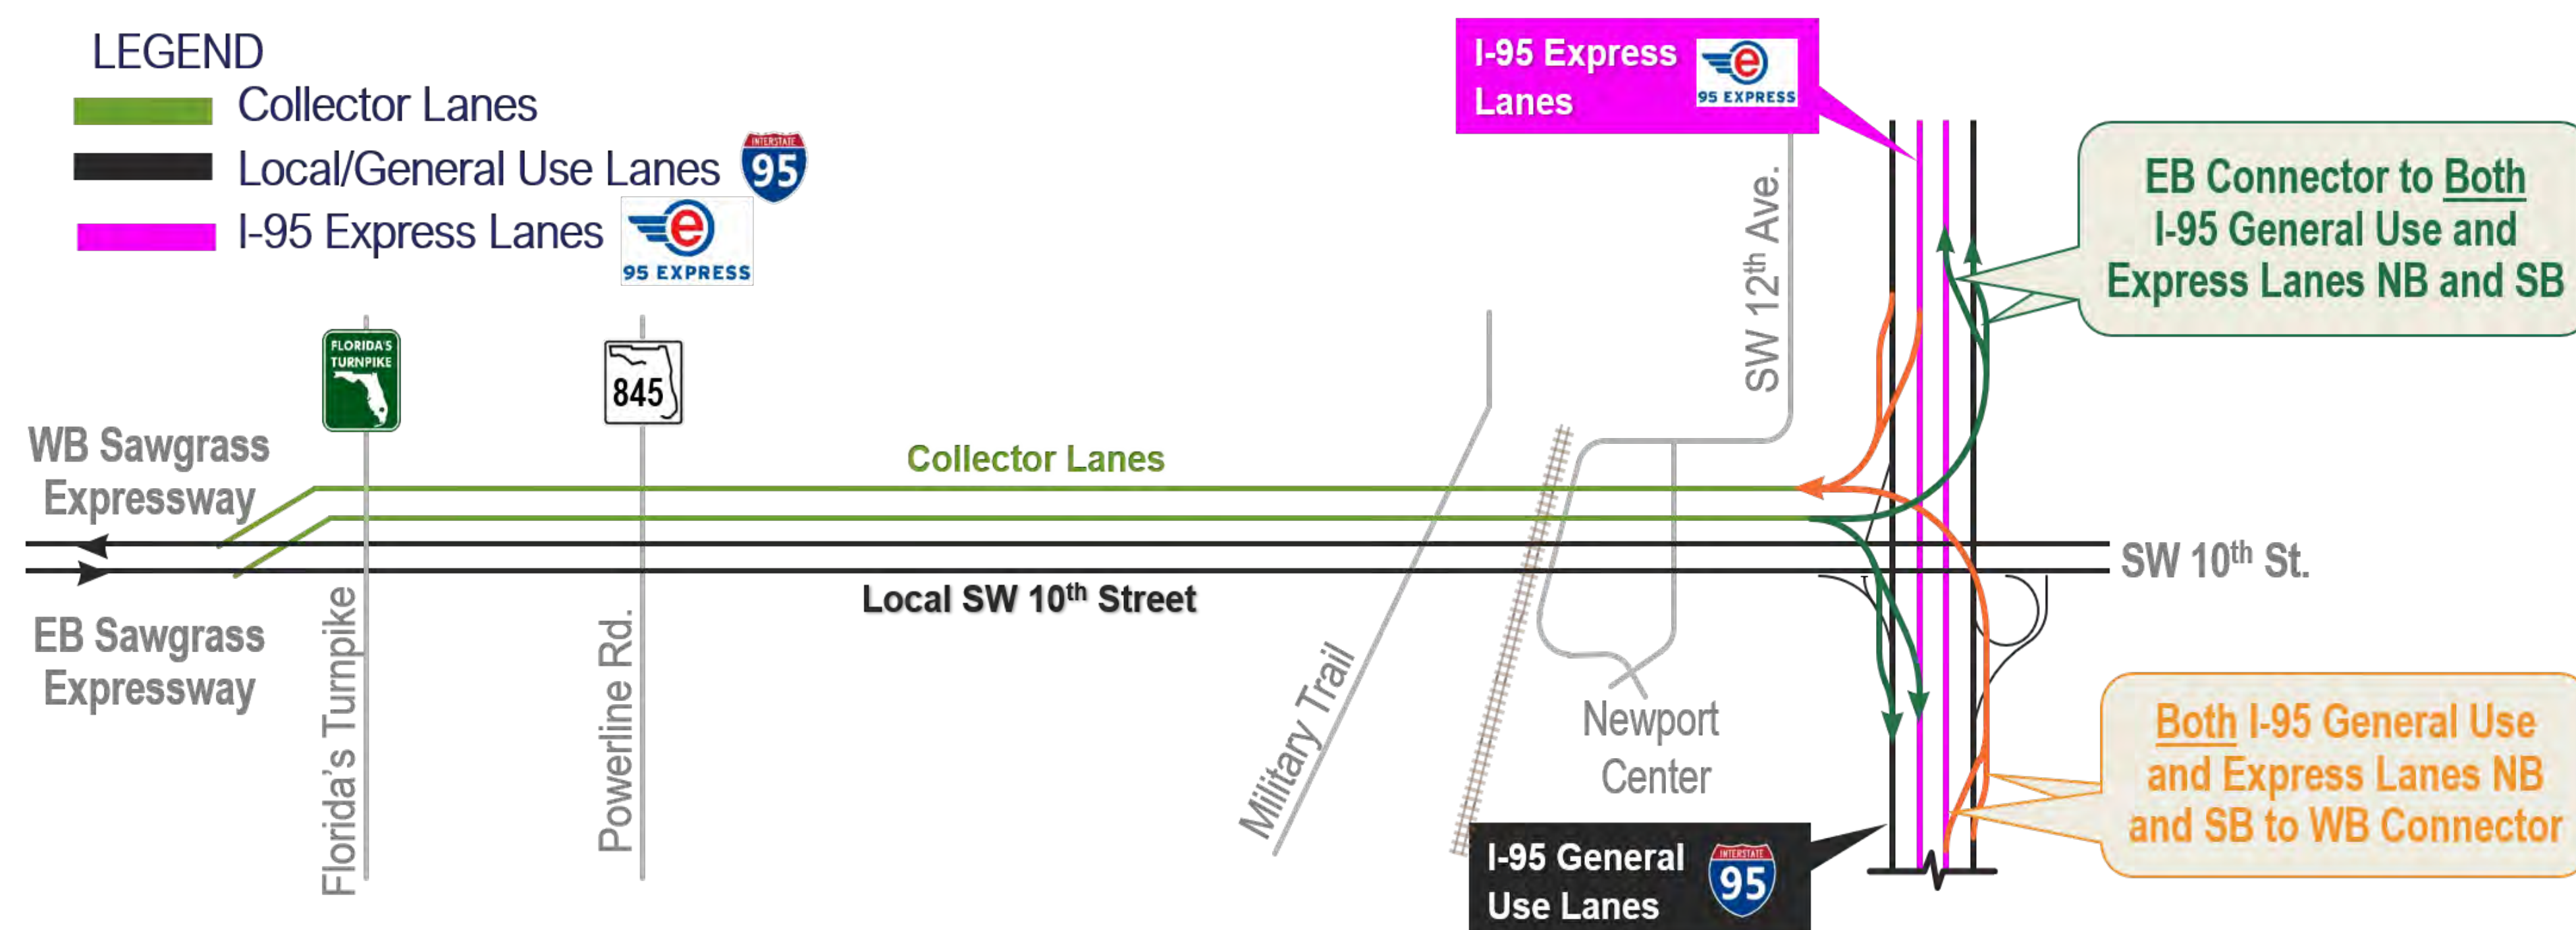 LEGEND
Collector Lanes
Local/General Use Lanes
INTERSTATE
95
I-95 Express Lanes
e
95 EXPRESS
I-95 Express
Lanes
e
95 EXPRESS
SW 12th Ave.
EB Connector to Both
I-95 General Use and
Express Lanes NB and SB
FLORIDA'S
TURNPIKE
845
WB Sawgrass
Expressway
Collector Lanes
SW 10th St.
Local SW 10th Street
EB Sawgrass
Expressway
Florida's Turnpike
Powerline Rd.
Military Trail
Newport
Center
Both I-95 General Use
and Express Lanes NB
and SB to WB Connector
I-95 General
Use Lanes
INTERSTATE
95